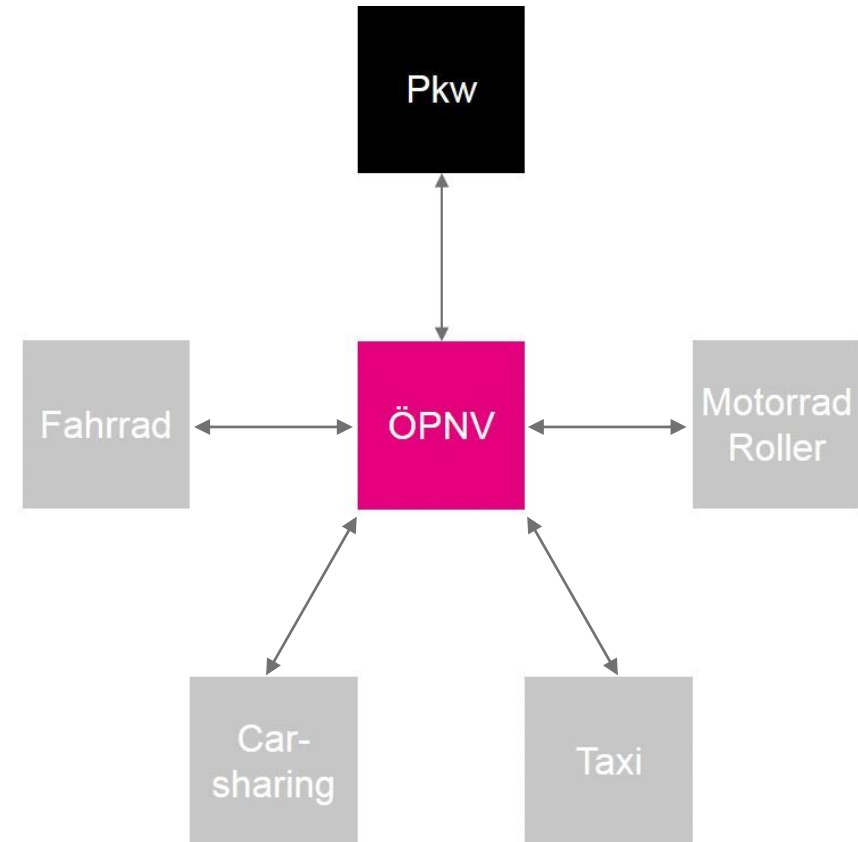 Pkw
Fahrrad
ÖPNV
Motorrad
Roller
Car-
sharing
Taxi